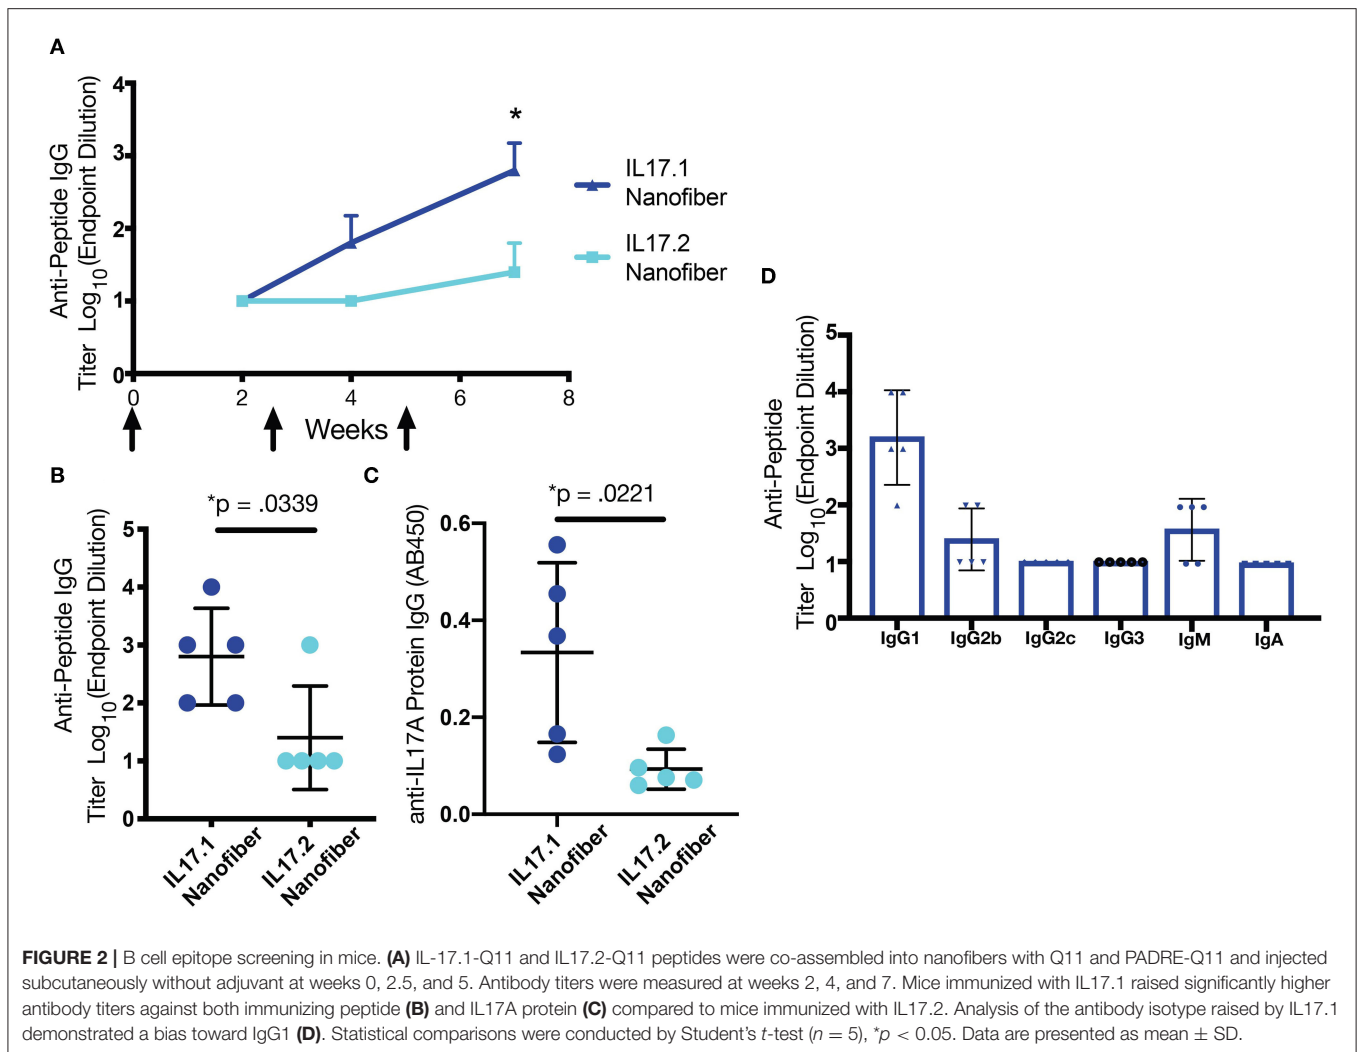 A
Anti-Peptide IgG
Titer Log10(Endpoint Dilution)
4
3
2
1
0
0 2 4 6 8
Weeks
*
IL17.1
Nanofiber
IL17.2
Nanofiber
B
*p = .0339
Anti-Peptide IgG
Titer Log10(Endpoint Dilution)
5
4
3
2
1
0
IL17.1
Nanofiber
IL17.2
Nanofiber
C
*p = .0221
anti-IL17A Protein IgG (AB450)
0.6
0.4
0.2
0.0
IL17.1
Nanofiber
IL17.2
Nanofiber
D
Anti-Peptide
Titer Log10(Endpoint Dilution)
5
4
3
2
1
0
IgG1 IgG2b IgG2c IgG3 IgM IgA
FIGURE 2 | B cell epitope screening in mice. (A) IL-17.1-Q11 and IL17.2-Q11 peptides were co-assembled into nanofibers with Q11 and PADRE-Q11 and injected
subcutaneously without adjuvant at weeks 0, 2.5, and 5. Antibody titers were measured at weeks 2, 4, and 7. Mice immunized with IL17.1 raised significantly higher
antibody titers against both immunizing peptide (B) and IL17A protein (C) compared to mice immunized with IL17.2. Analysis of the antibody isotype raised by IL17.1
demonstrated a bias toward IgG1 (D). Statistical comparisons were conducted by Student's t-test (n = 5), *p < 0.05. Data are presented as mean ± SD.